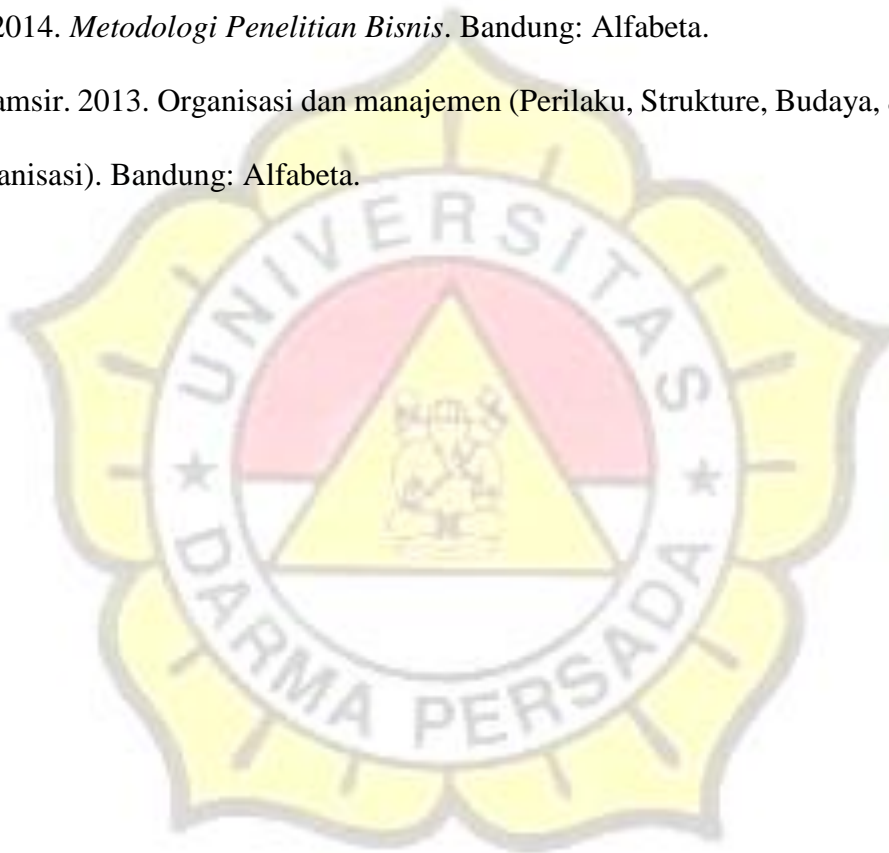 2014. Metodologi Penelitian Bisnis. Bandung: Alfabeta.
amsir. 2013. Organisasi dan manajemen (Perilaku, Strukture, Budaya,
anisasi). Bandung: Alfabeta.
UNIVERSITAS
DARMA PERSADA